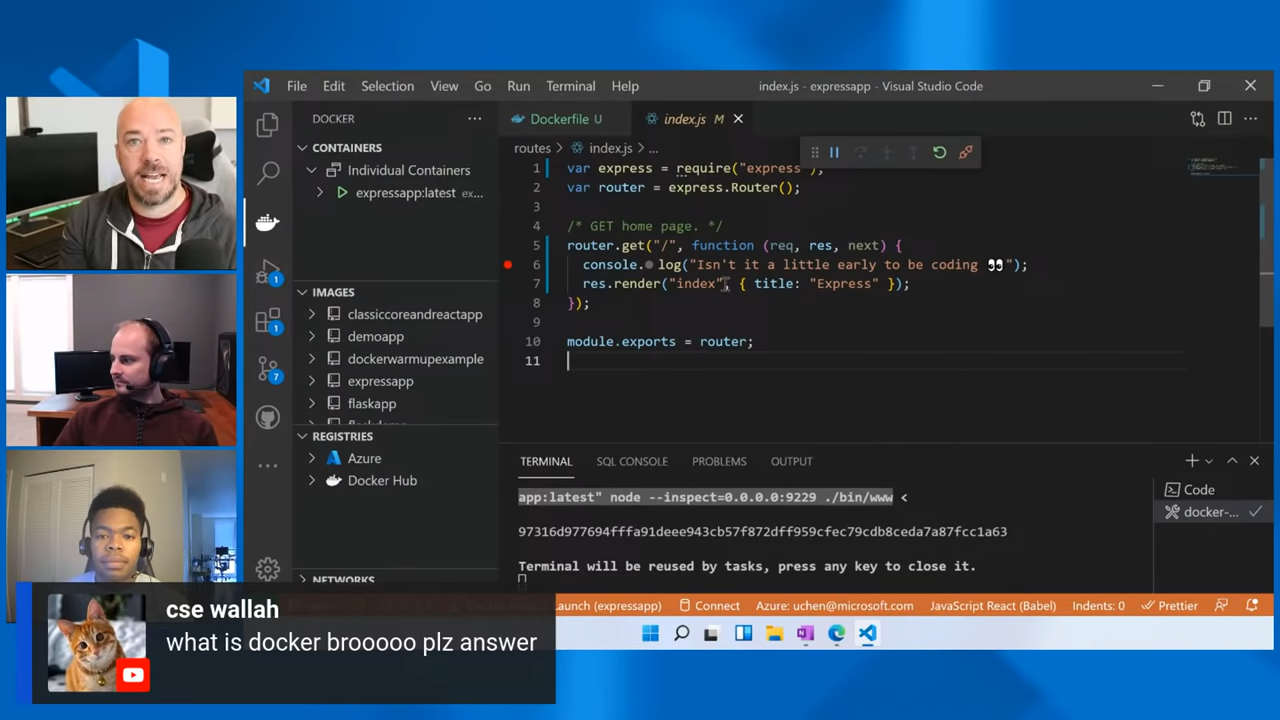 File Edit Selection View Go Run Terminal Help
index.js - expressapp - Visual Studio Code
DOCKER
CONTAINERS
Individual Containers
expressapp:latest ex...
IMAGES
classiccoreandreactapp
demoapp
dockerwarmupexample
expressapp
flaskapp
REGISTRIES
Azure
Docker Hub
NETWORKS
1
1
7
Dockerfile U
index.js M
routes > index.js > ...
1 var express = require("express");
2 var router = express.Router();
3
4 /* GET home page. */
5 router.get("/", function (req, res, next) {
6 console.log("Isn't it a little early to be coding 👀");
7 res.render("index", { title: "Express" });
8 });
9
10 module.exports = router;
11
TERMINAL SQL CONSOLE PROBLEMS OUTPUT
app:latest" node --inspect=0.0.0.0:9229 ./bin/www <
97316d977694fffa91deee943cb57f872dff959cfec79cdb8ceda7a87fcc1a63
Terminal will be reused by tasks, press any key to close it.
Code
docker-...
(expressapp) Connect Azure: uchen@microsoft.com JavaScript React (Babel) Indents: 0 Prettier
cse wallah
what is docker brooooo plz answer